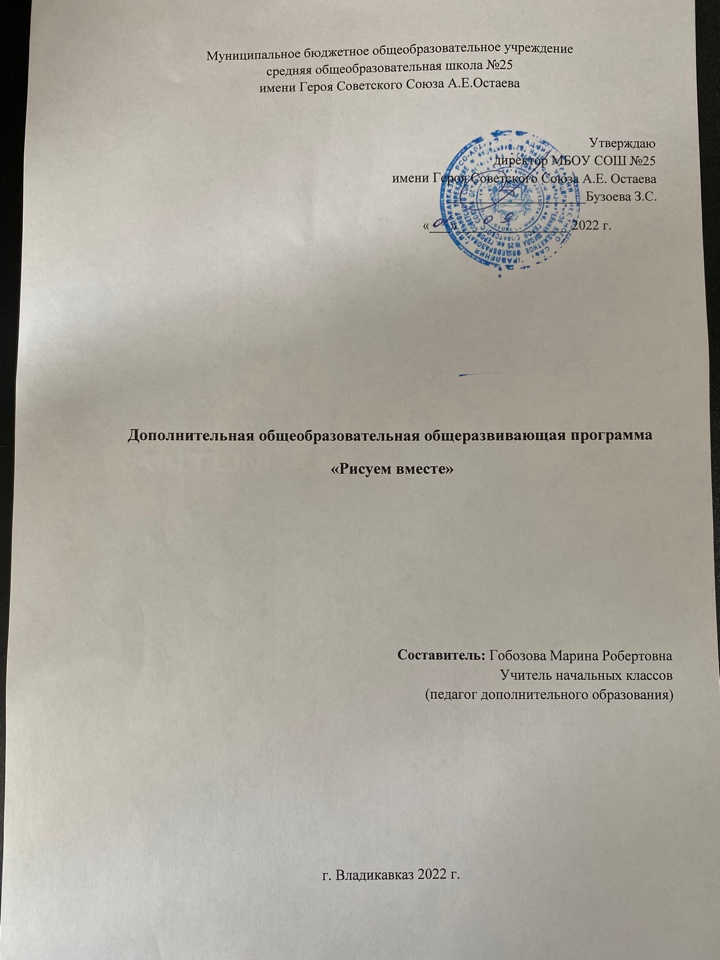 Муниципальное бюджетное общеобразовательное учреждение
средняя общеобразовательная школа №25
имени Героя Советского Союза А.Е.Остаева
Утверждаю
директор МБОУ СОШ №25
имени Героя Советского Союза А.Е. Остаева
Бузоева З.С.
« » 09 2022 г.
Дополнительная общеобразовательная общеразвивающая программа
«Рисуем вместе»
Составитель: Гобозова Марина Робертовна
Учитель начальных классов
(педагог дополнительного образования)
г. Владикавказ 2022 г.